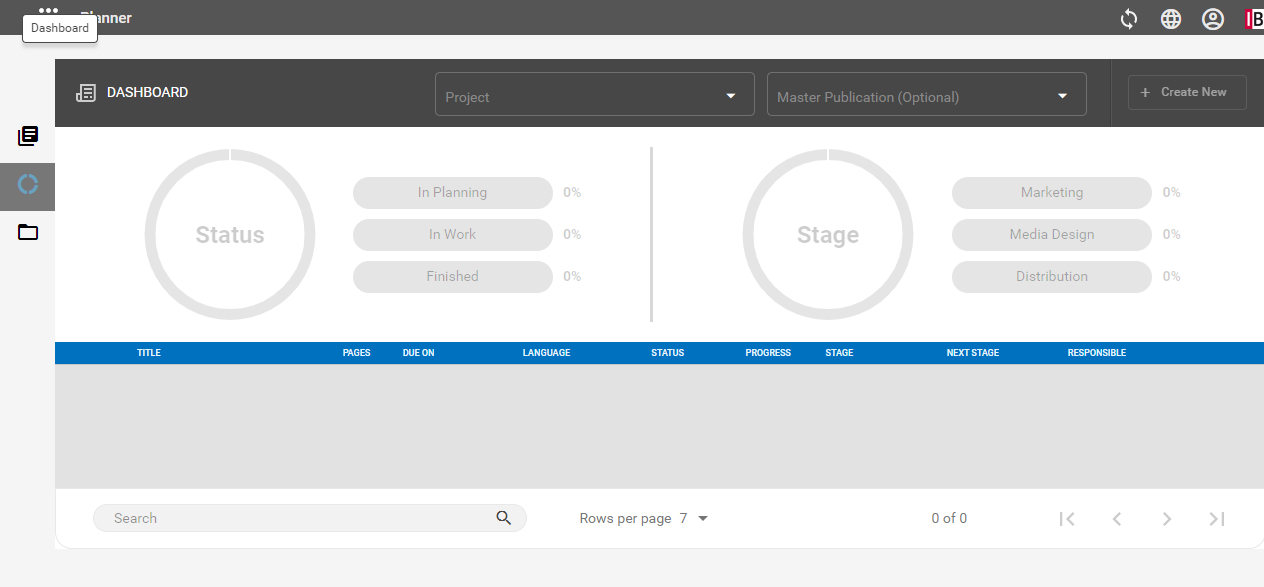 Planner
Dashboard
IB
DASHBOARD
Project
Master Publication (Optional)
+ Create New
Status
In Planning 0%
In Work 0%
Finished 0%
Stage
Marketing 0%
Media Design 0%
Distribution 0%
TITLE PAGES DUE ON LANGUAGE STATUS PROGRESS STAGE NEXT STAGE RESPONSIBLE
Search
Rows per page 7
0 of 0